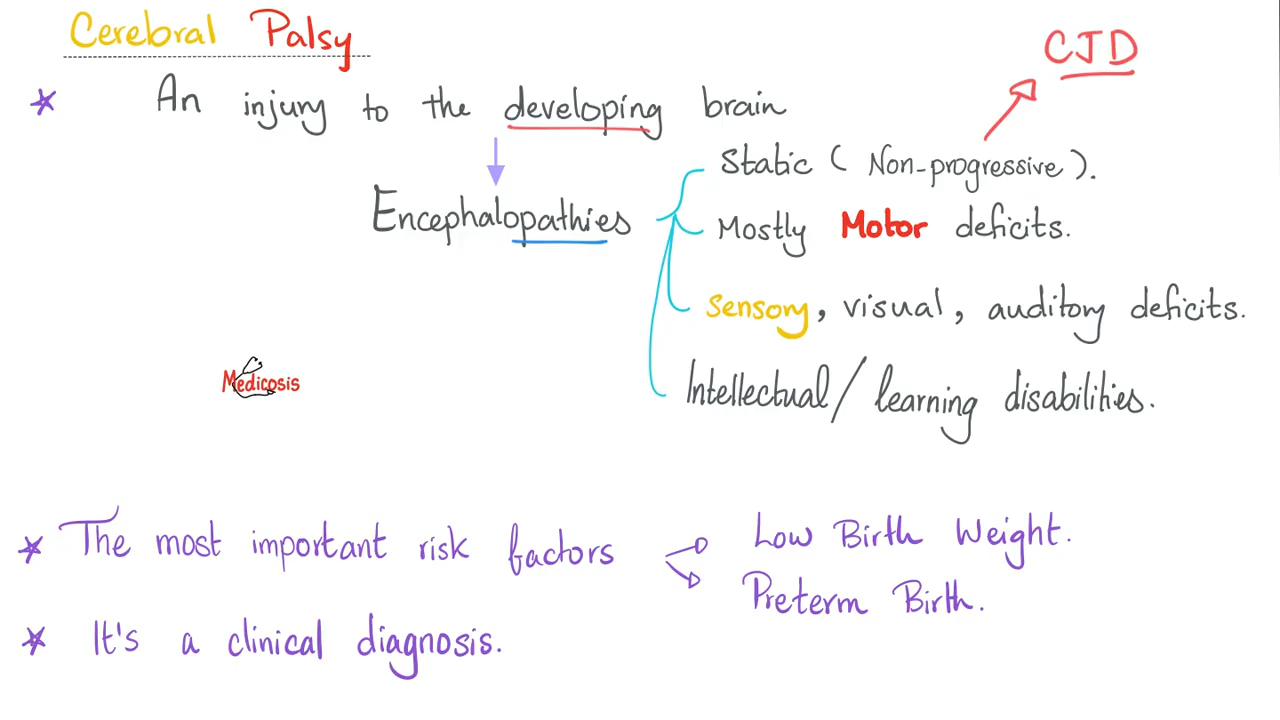 Cerebral Palsy
CJD
* An injury to the developing brain
Static (Non-progressive).
Encephalopathies
Mostly Motor deficits.
Sensory, visual, auditory deficits.
Medicosis
Intellectual/learning disabilities.
* The most important risk factors
Low Birth Weight.
Preterm Birth.
* It's a clinical diagnosis.